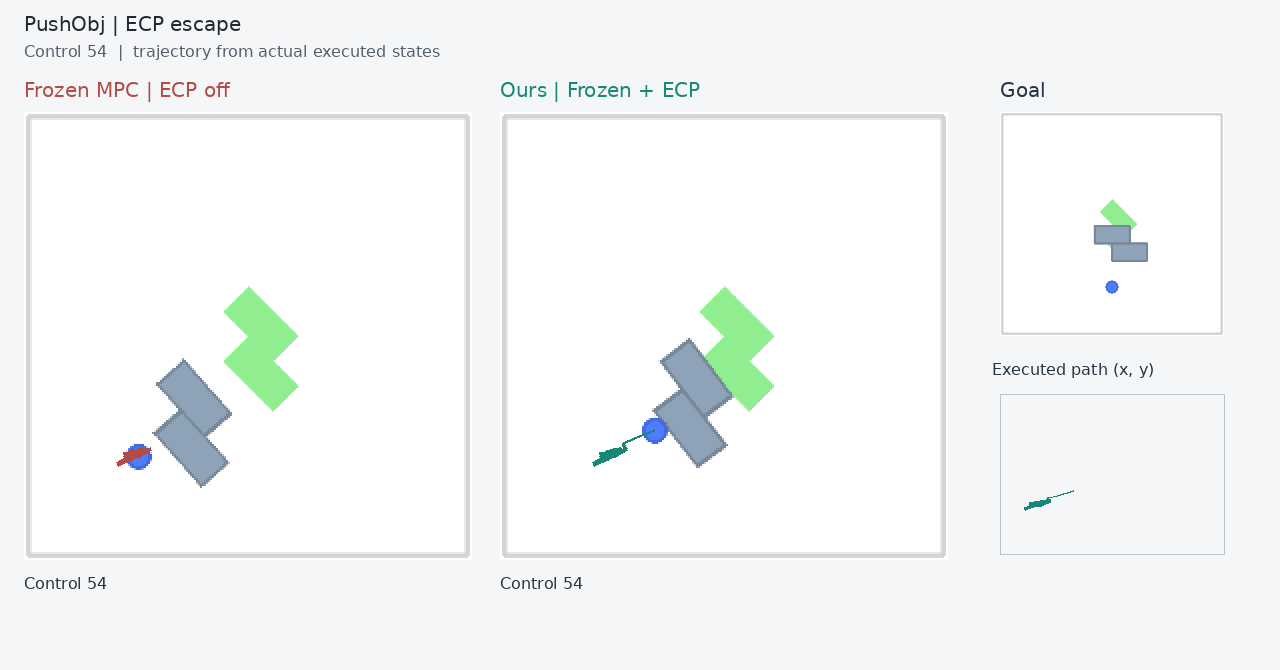 PushObj | ECP escape
Control 54 | trajectory from actual executed states
Frozen MPC | ECP off
Ours | Frozen + ECP
Goal
Executed path (x, y)
Control 54
Control 54